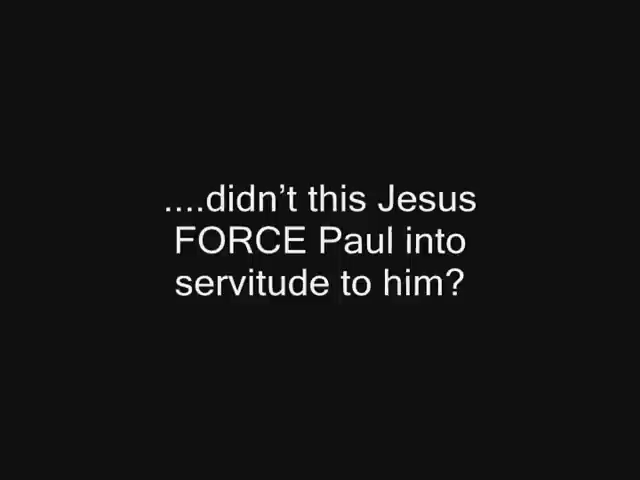 ....didn’t this Jesus
FORCE Paul into
servitude to him?